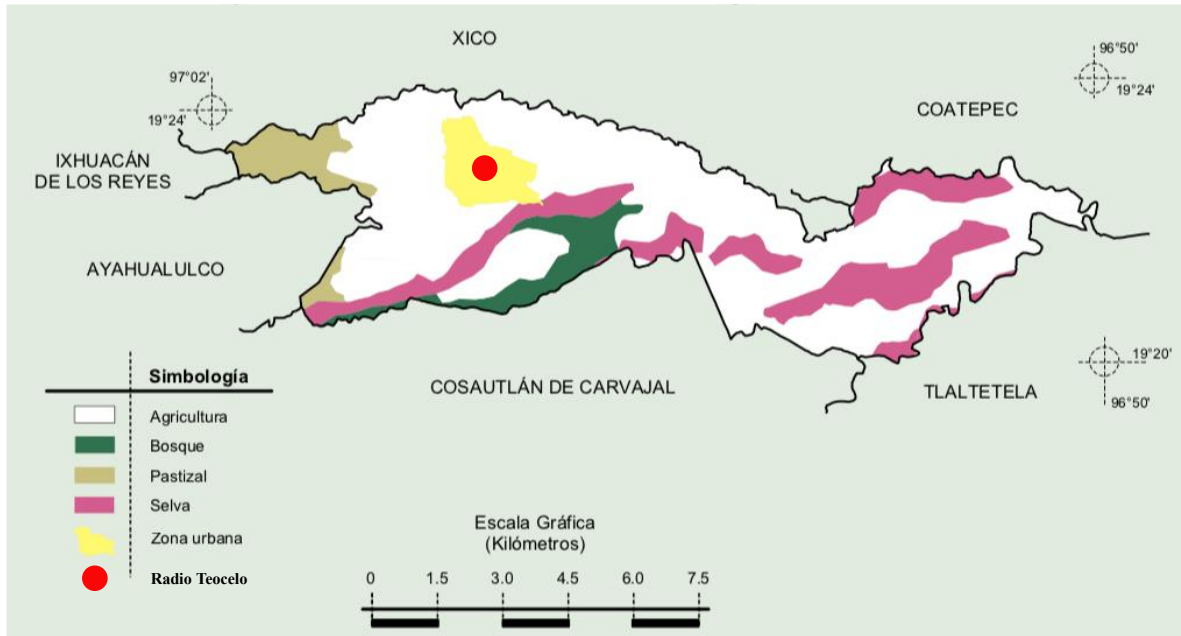 XICO
97°02'
19°24'
96°50'
19°24'
COATEPEC
IXHUACÁN
DE LOS REYES
AYAHUALULCO
COSAUTLÁN DE CARVAJAL
TLALTETELA
19°20'
96°50'
Simbología
Agricultura
Bosque
Pastizal
Selva
Zona urbana
Radio Teocelo
Escala Gráfica
(Kilómetros)
0 1.5 3.0 4.5 6.0 7.5